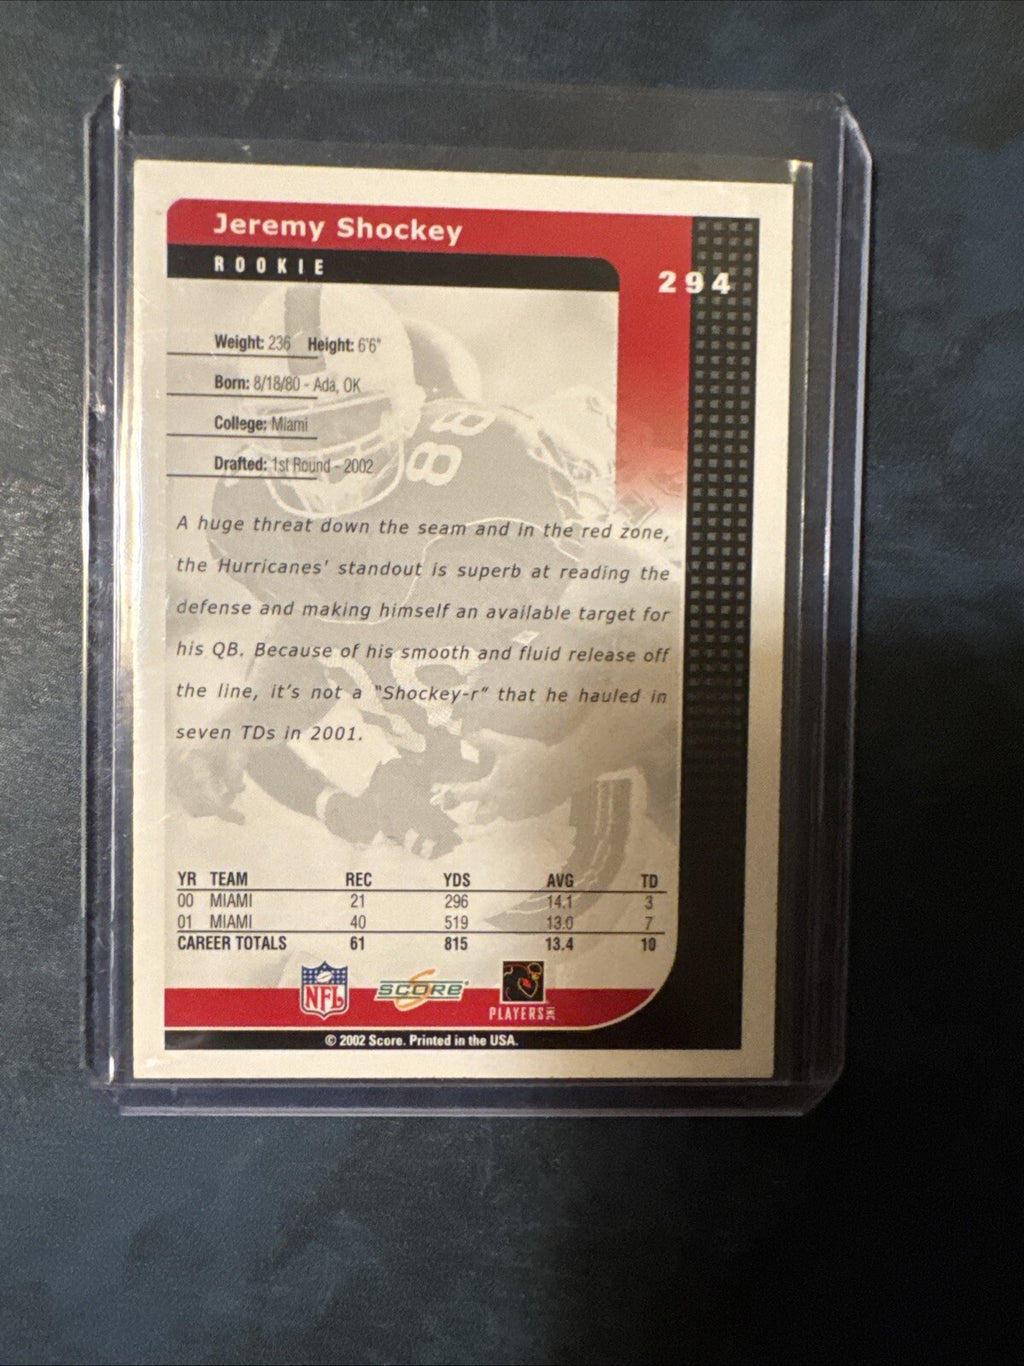 Jeremy Shockey
ROOKIE
294
Weight: 236 Height: 6'6"
Born: 8/18/80 - Ada, OK
College: Miami
Drafted: 1st Round - 2002
88
A huge threat down the seam and in the red zone,
the Hurricanes' standout is superb at reading the
defense and making himself an available target for
his QB. Because of his smooth and fluid release off
the line, it's not a "Shockey-r" that he hauled in
seven TDs in 2001.
YR TEAM REC YDS AVG TD
00 MIAMI 21 296 14.1 3
01 MIAMI 40 519 13.0 7
CAREER TOTALS 61 815 13.4 10
NFL
SCORE
PLAYERS INC
© 2002 Score. Printed in the USA.